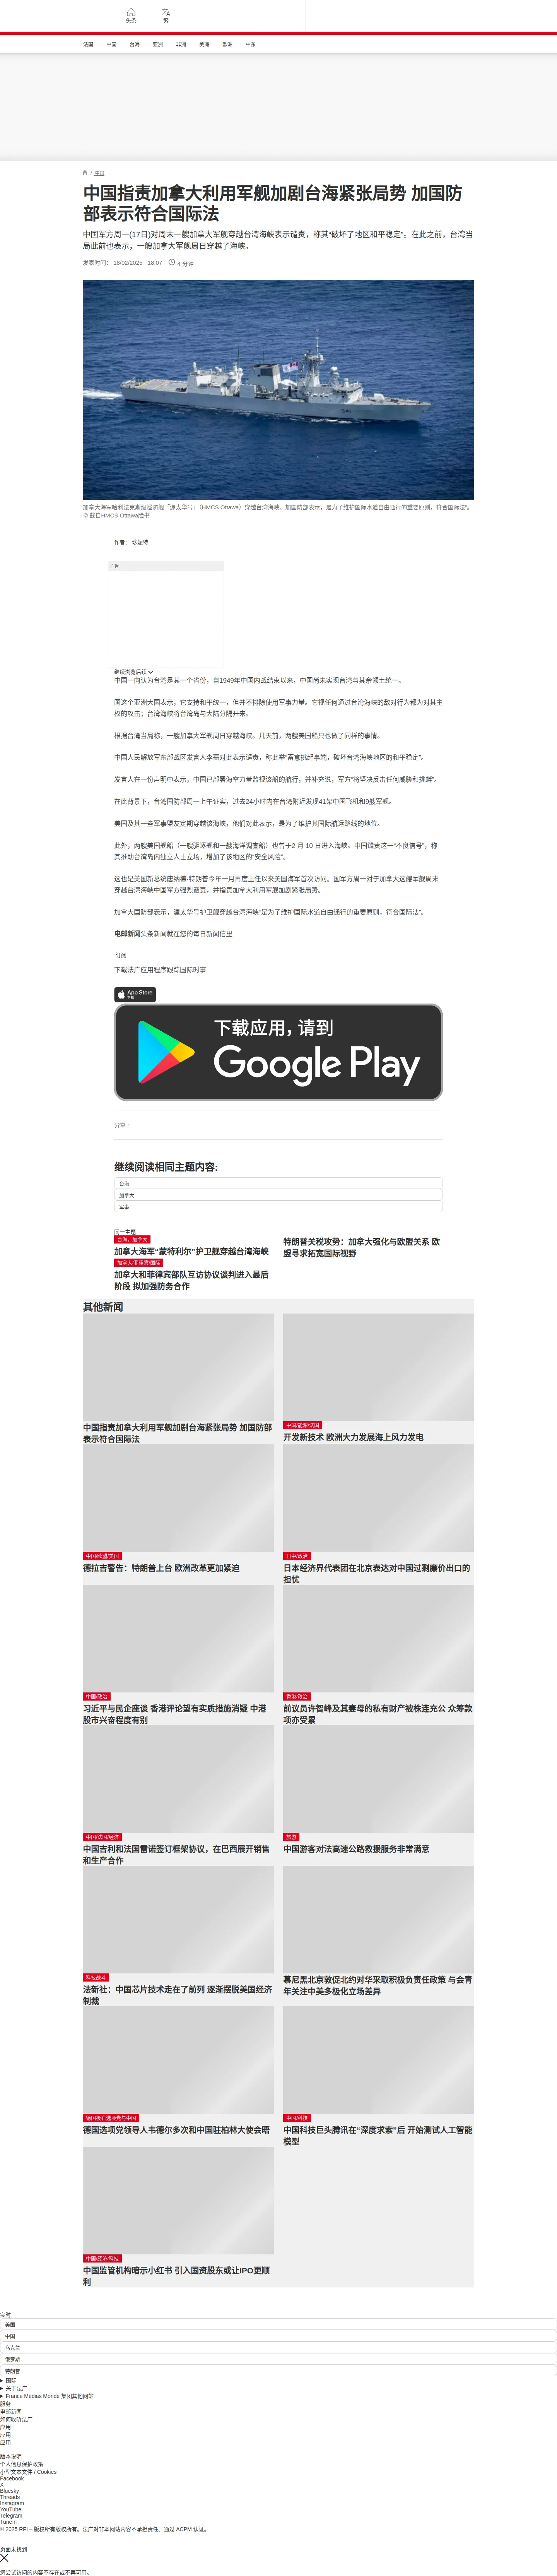 头条
繁
法国
中国
台海
亚洲
非洲
美洲
欧洲
中东
/ 中国
中国指责加拿大利用军舰加剧台海紧张局势 加国防
部表示符合国际法
中国军方周一(17日)对周末一艘加拿大军舰穿越台湾海峡表示谴责，称其“破坏了地区和平稳定”。在此之前，台湾当
局此前也表示，一艘加拿大军舰周日穿越了海峡。
发表时间： 18/02/2025 - 18:07
4 分钟
加拿大海军哈利法克斯级巡防舰「渥太华号」（HMCS Ottawa）穿越台湾海峡。加国防部表示，是为了维护国际水道自由通行的重要原则，符合国际法”。
© 截自HMCS Ottawa脸书
作者： 珍妮特
广告
继续浏览后续
中国一向认为台湾是其一个省份，自1949年中国内战结束以来，中国尚未实现台湾与其余领土统一。
国这个亚洲大国表示，它支持和平统一，但并不排除使用军事力量。它视任何通过台湾海峡的敌对行为都为对其主
权的攻击；台湾海峡将台湾岛与大陆分隔开来。
根据台湾当局称，一艘加拿大军舰周日穿越海峡。几天前，两艘美国船只也做了同样的事情。
中国人民解放军东部战区发言人李熹对此表示谴责，称此举“蓄意挑起事端，破坏台湾海峡地区的和平稳定”。
发言人在一份声明中表示，中国已部署海空力量监视该船的航行，并补充说，军方“将坚决反击任何威胁和挑衅”。
在此背景下，台湾国防部周一上午证实，过去24小时内在台湾附近发现41架中国飞机和9艘军舰。
美国及其一些军事盟友定期穿越该海峡，他们对此表示，是为了维护其国际航运路线的地位。
此外，两艘美国舰船（一艘驱逐舰和一艘海洋调查船）也曾于2 月 10 日进入海峡。中国谴责这一“不良信号”，称
其推助台湾岛内独立人士立场，增加了该地区的“安全风险”。
这也是美国新总统唐纳德·特朗普今年一月再度上任以来美国海军首次访问。国军方周一对于加拿大这艘军舰周末
穿越台湾海峡中国军方强烈谴责，并指责加拿大利用军舰加剧紧张局势。
加拿大国防部表示，渥太华号护卫舰穿越台湾海峡“是为了维护国际水道自由通行的重要原则，符合国际法”。
电邮新闻头条新闻就在您的每日新闻信里
订阅
下载法广应用程序跟踪国际时事
App Store
下载
下载应用，请到
Google Play
分享 :
继续阅读相同主题内容:
台海
加拿大
军事
同一主题
台海，加拿大
加拿大海军“蒙特利尔”护卫舰穿越台湾海峡
特朗普关税攻势：加拿大强化与欧盟关系 欧
盟寻求拓宽国际视野
加拿大/菲律宾/国际
加拿大和菲律宾部队互访协议谈判进入最后
阶段 拟加强防务合作
其他新闻
中国指责加拿大利用军舰加剧台海紧张局势 加国防部
表示符合国际法
中国/能源/法国
开发新技术 欧洲大力发展海上风力发电
中国/欧盟/美国
德拉吉警告：特朗普上台 欧洲改革更加紧迫
日中/政治
日本经济界代表团在北京表达对中国过剩廉价出口的
担忧
中国/政治
习近平与民企座谈 香港评论望有实质措施消疑 中港
股市兴奋程度有别
香港/政治
前议员许智峰及其妻母的私有财产被株连充公 众筹款
项亦受累
中国/法国/经济
中国吉利和法国雷诺签订框架协议，在巴西展开销售
和生产合作
旅游
中国游客对法高速公路救援服务非常满意
科技战斗
法新社：中国芯片技术走在了前列 逐渐摆脱美国经济
制裁
慕尼黑北京敦促北约对华采取积极负责任政策 与会青
年关注中美多极化立场差异
德国极右选项党与中国
德国选项党领导人韦德尔多次和中国驻柏林大使会晤
中国/科技
中国科技巨头腾讯在“深度求索”后 开始测试人工智能
模型
中国/经济/科技
中国监管机构暗示小红书 引入国资股东或让IPO更顺
利
实时
美国
中国
乌克兰
俄罗斯
特朗普
国际
关于法广
France Médias Monde 集团其他网站
服务
电邮新闻
如何收听法广
应用
应用
应用
版本说明
个人信息保护政策
小型文本文件 / Cookies
Facebook
X
Bluesky
Threads
Instagram
YouTube
Telegram
TuneIn
© 2025 RFI – 版权所有版权所有。法广对非本网站内容不承担责任。通过 ACPM 认证。
页面未找到
您尝试访问的内容不存在或不再可用。